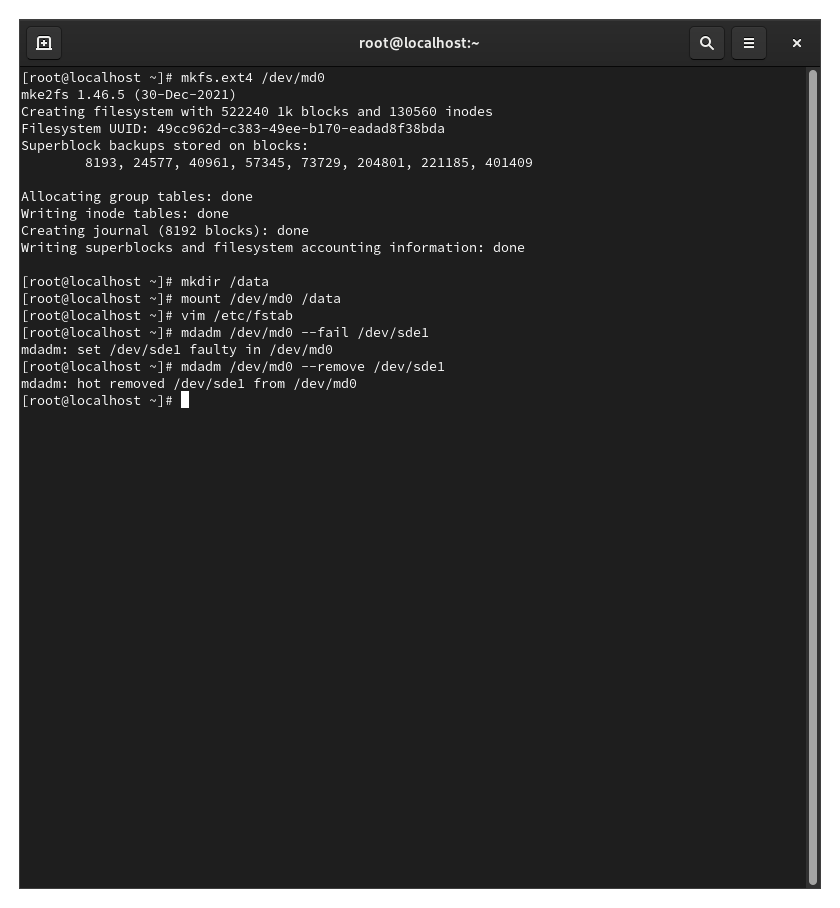 root@localhost:~
[root@localhost ~]# mkfs.ext4 /dev/md0
mke2fs 1.46.5 (30-Dec-2021)
Creating filesystem with 522240 1k blocks and 130560 inodes
Filesystem UUID: 49cc962d-c383-49ee-b170-eadad8f38bda
Superblock backups stored on blocks:
        8193, 24577, 40961, 57345, 73729, 204801, 221185, 401409
Allocating group tables: done
Writing inode tables: done
Creating journal (8192 blocks): done
Writing superblocks and filesystem accounting information: done
[root@localhost ~]# mkdir /data
[root@localhost ~]# mount /dev/md0 /data
[root@localhost ~]# vim /etc/fstab
[root@localhost ~]# mdadm /dev/md0 --fail /dev/sde1
mdadm: set /dev/sde1 faulty in /dev/md0
[root@localhost ~]# mdadm /dev/md0 --remove /dev/sde1
mdadm: hot removed /dev/sde1 from /dev/md0
[root@localhost ~]#